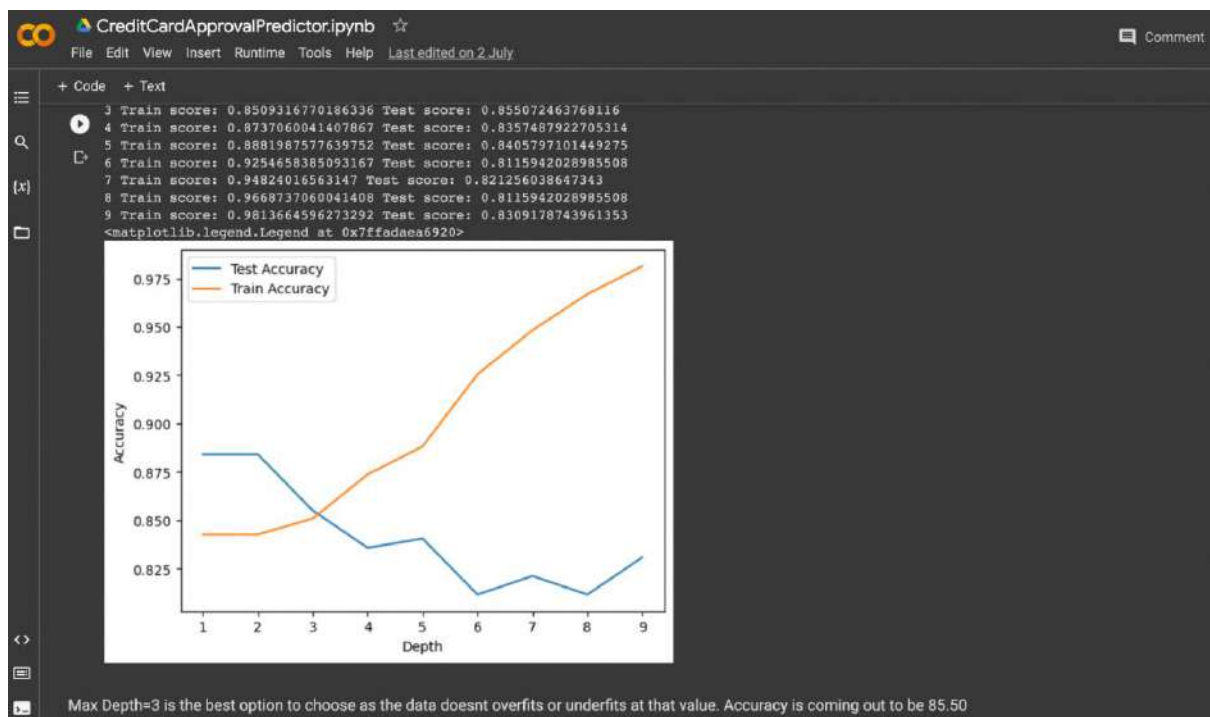 CO CreditCardApprovalPredictor.ipynb
File Edit View Insert Runtime Tools Help Last edited on 2 July
Comment
+ Code + Text
3 Train score: 0.8509316770186336 Test score: 0.855072463768116
4 Train score: 0.8737060041407867 Test score: 0.8357487922705314
5 Train score: 0.8881987577639752 Test score: 0.8405797101449275
6 Train score: 0.9254658385093167 Test score: 0.8115942028985508
7 Train score: 0.94824016563147 Test score: 0.821256038647343
8 Train score: 0.9668737060041408 Test score: 0.8115942028985508
9 Train score: 0.9813664596273292 Test score: 0.8309178743961353
<matplotlib.legend.Legend at 0x7ffadaea6920>
{x}
Test Accuracy
Train Accuracy
0.975
0.950
0.925
0.900
0.875
0.850
0.825
Accuracy
1 2 3 4 5 6 7 8 9
Depth
Max Depth=3 is the best option to choose as the data doesnt overfits or underfits at that value. Accuracy is coming out to be 85.50